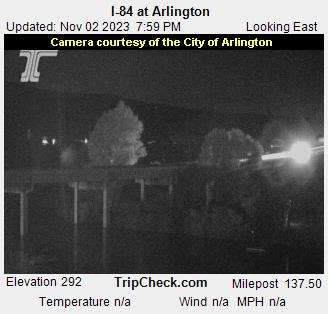 I-84 at Arlington
Updated: Nov 02 2023 7:59 PM Looking East
Camera courtesy of the City of Arlington
Elevation 292 TripCheck.com Milepost 137.50
Temperature n/a Wind n/a MPH n/a